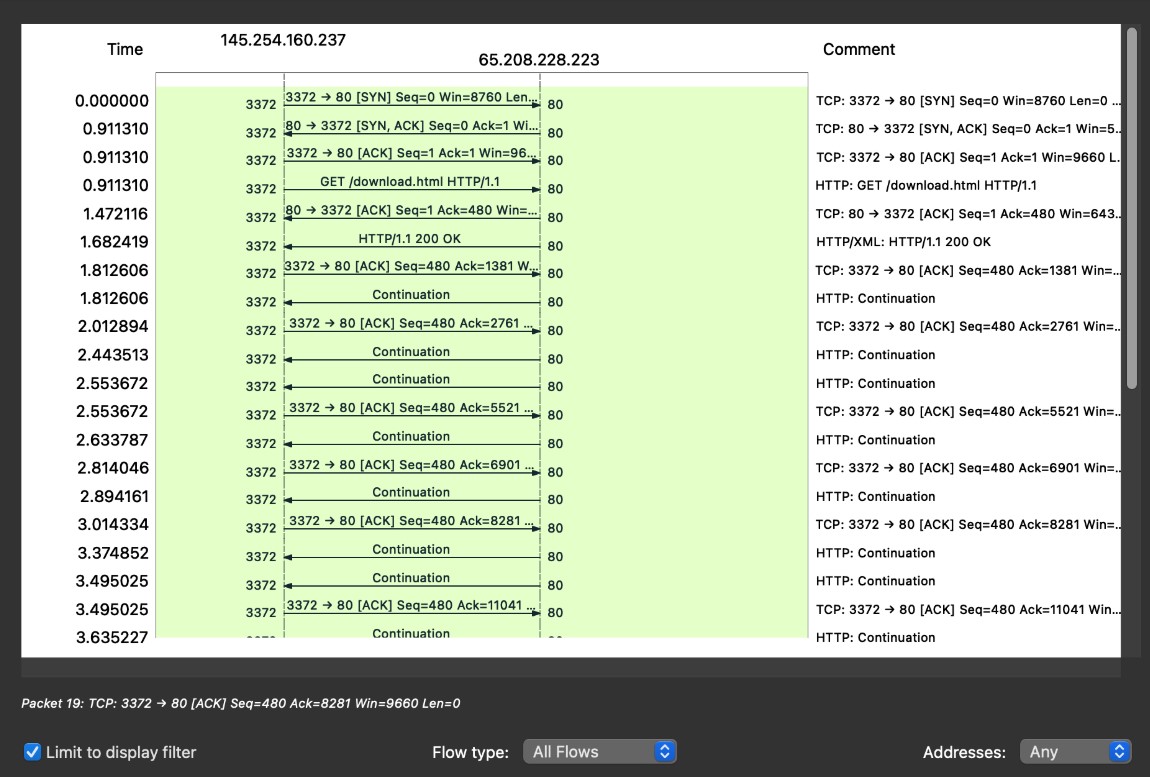 Time 145.254.160.237 65.208.228.223 Comment
0.000000 3372 3372 → 80 [SYN] Seq=0 Win=8760 Len... 80 TCP: 3372 → 80 [SYN] Seq=0 Win=8760 Len=0 ...
0.911310 3372 80 → 3372 [SYN, ACK] Seq=0 Ack=1 Wi... 80 TCP: 80 → 3372 [SYN, ACK] Seq=0 Ack=1 Win=5..
0.911310 3372 3372 → 80 [ACK] Seq=1 Ack=1 Win=96... 80 TCP: 3372 → 80 [ACK] Seq=1 Ack=1 Win=9660 L.
0.911310 3372 GET /download.html HTTP/1.1 80 HTTP: GET /download.html HTTP/1.1
1.472116 3372 80 → 3372 [ACK] Seq=1 Ack=480 Win=... 80 TCP: 80 → 3372 [ACK] Seq=1 Ack=480 Win=643..
1.682419 3372 HTTP/1.1 200 OK 80 HTTP/XML: HTTP/1.1 200 OK
1.812606 3372 3372 → 80 [ACK] Seq=480 Ack=1381 W... 80 TCP: 3372 → 80 [ACK] Seq=480 Ack=1381 Win=...
1.812606 3372 Continuation 80 HTTP: Continuation
2.012894 3372 3372 → 80 [ACK] Seq=480 Ack=2761 ... 80 TCP: 3372 → 80 [ACK] Seq=480 Ack=2761 Win=..
2.443513 3372 Continuation 80 HTTP: Continuation
2.553672 3372 Continuation 80 HTTP: Continuation
2.553672 3372 3372 → 80 [ACK] Seq=480 Ack=5521 ... 80 TCP: 3372 → 80 [ACK] Seq=480 Ack=5521 Win=..
2.633787 3372 Continuation 80 HTTP: Continuation
2.814046 3372 3372 → 80 [ACK] Seq=480 Ack=6901 ... 80 TCP: 3372 → 80 [ACK] Seq=480 Ack=6901 Win=..
2.894161 3372 Continuation 80 HTTP: Continuation
3.014334 3372 3372 → 80 [ACK] Seq=480 Ack=8281 ... 80 TCP: 3372 → 80 [ACK] Seq=480 Ack=8281 Win=..
3.374852 3372 Continuation 80 HTTP: Continuation
3.495025 3372 Continuation 80 HTTP: Continuation
3.495025 3372 3372 → 80 [ACK] Seq=480 Ack=11041 ... 80 TCP: 3372 → 80 [ACK] Seq=480 Ack=11041 Win...
3.635227 Continuation HTTP: Continuation
Packet 19: TCP: 3372 → 80 [ACK] Seq=480 Ack=8281 Win=9660 Len=0
Limit to display filter Flow type: All Flows Addresses: Any